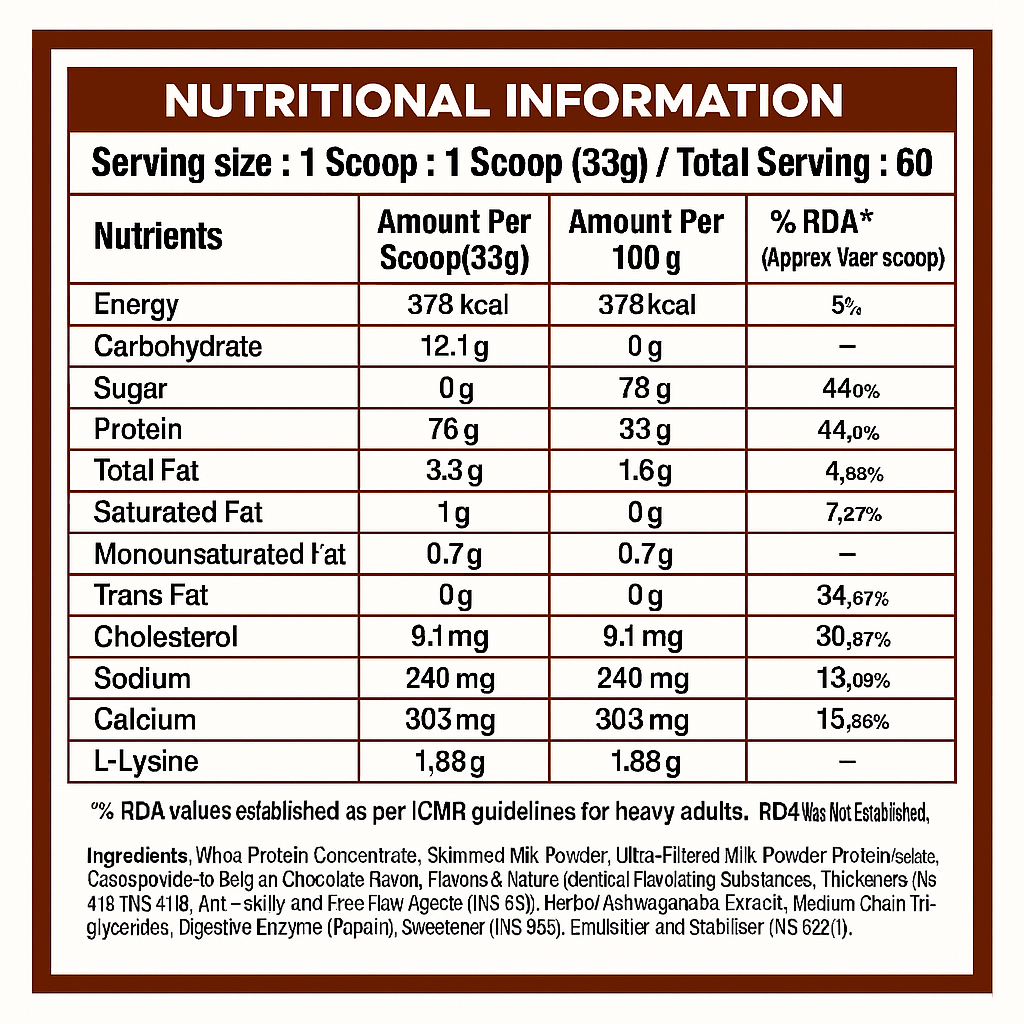 NUTRITIONAL INFORMATION
Serving size : 1 Scoop : 1 Scoop (33g) / Total Serving : 60
Nutrients | Amount Per Scoop(33g) | Amount Per 100 g | % RDA* (Apprex Vaer scoop)
Energy | 378 kcal | 378 kcal | 5%
Carbohydrate | 12.1 g | 0 g | –
Sugar | 0 g | 78 g | 440%
Protein | 76 g | 33 g | 44,0%
Total Fat | 3.3 g | 1.6 g | 4,88%
Saturated Fat | 1 g | 0 g | 7,27%
Monounsaturated Fat | 0.7 g | 0.7 g | –
Trans Fat | 0 g | 0 g | 34,67%
Cholesterol | 9.1 mg | 9.1 mg | 30,87%
Sodium | 240 mg | 240 mg | 13,09%
Calcium | 303 mg | 303 mg | 15,86%
L-Lysine | 1,88 g | 1.88 g | –
"% RDA values established as per ICMR guidelines for heavy adults. RD4 Was Not Established,
Ingredients, Whoa Protein Concentrate, Skimmed Mik Powder, Ultra-Filtered Milk Powder Protein/selate,
Casospovide-to Belg an Chocolate Ravon, Flavons & Nature (dentical Flavolating Substances, Thickeners (Ns
418 TNS 4118, Ant – skilly and Free Flaw Agecte (INS 6S)). Herbo/ Ashwaganaba Exracit, Medium Chain Tri-
glycerides, Digestive Enzyme (Papain), Sweetener (INS 955). Emulsitier and Stabiliser (NS 622(1).